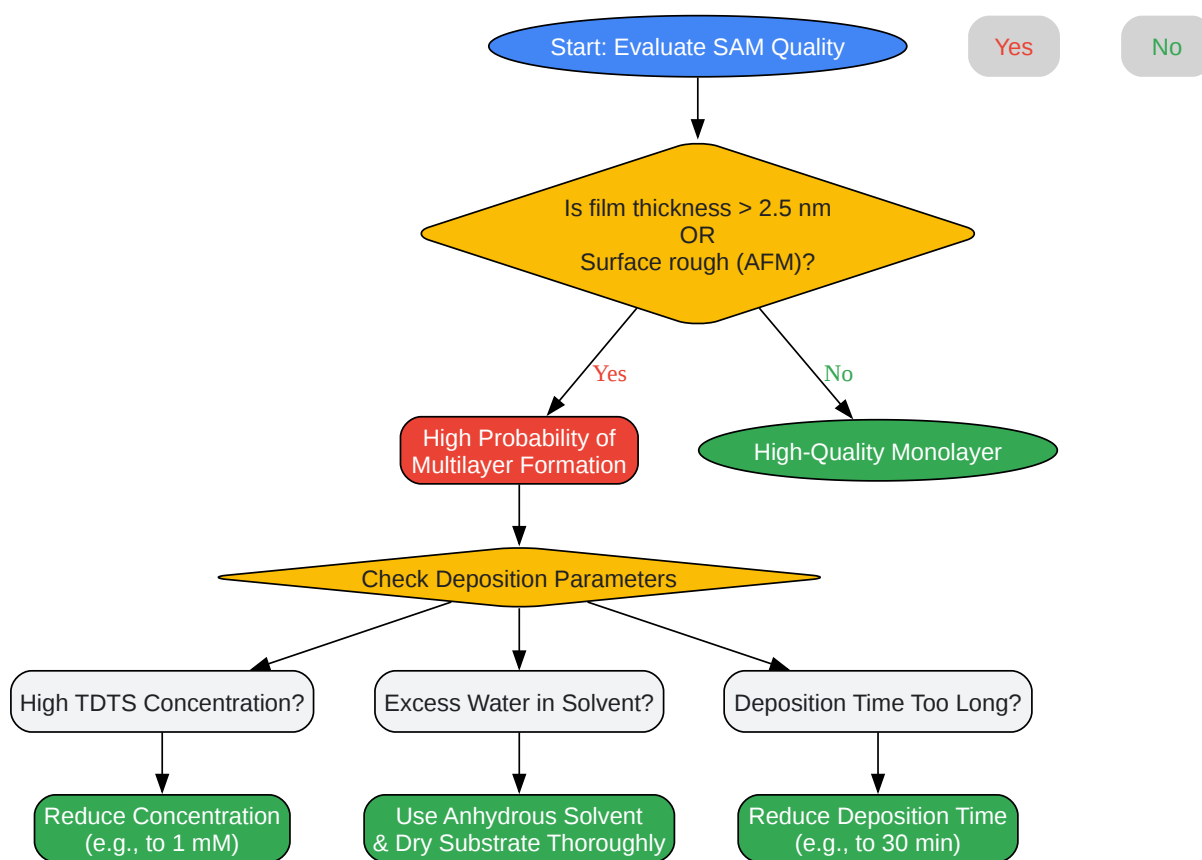 Start: Evaluate SAM Quality
Yes
No
Is film thickness > 2.5 nm
OR
Surface rough (AFM)?
Yes
No
High Probability of
Multilayer Formation
High-Quality Monolayer
Check Deposition Parameters
High TDTS Concentration?
Excess Water in Solvent?
Deposition Time Too Long?
Reduce Concentration
(e.g., to 1 mM)
Use Anhydrous Solvent
& Dry Substrate Thoroughly
Reduce Deposition Time
(e.g., to 30 min)